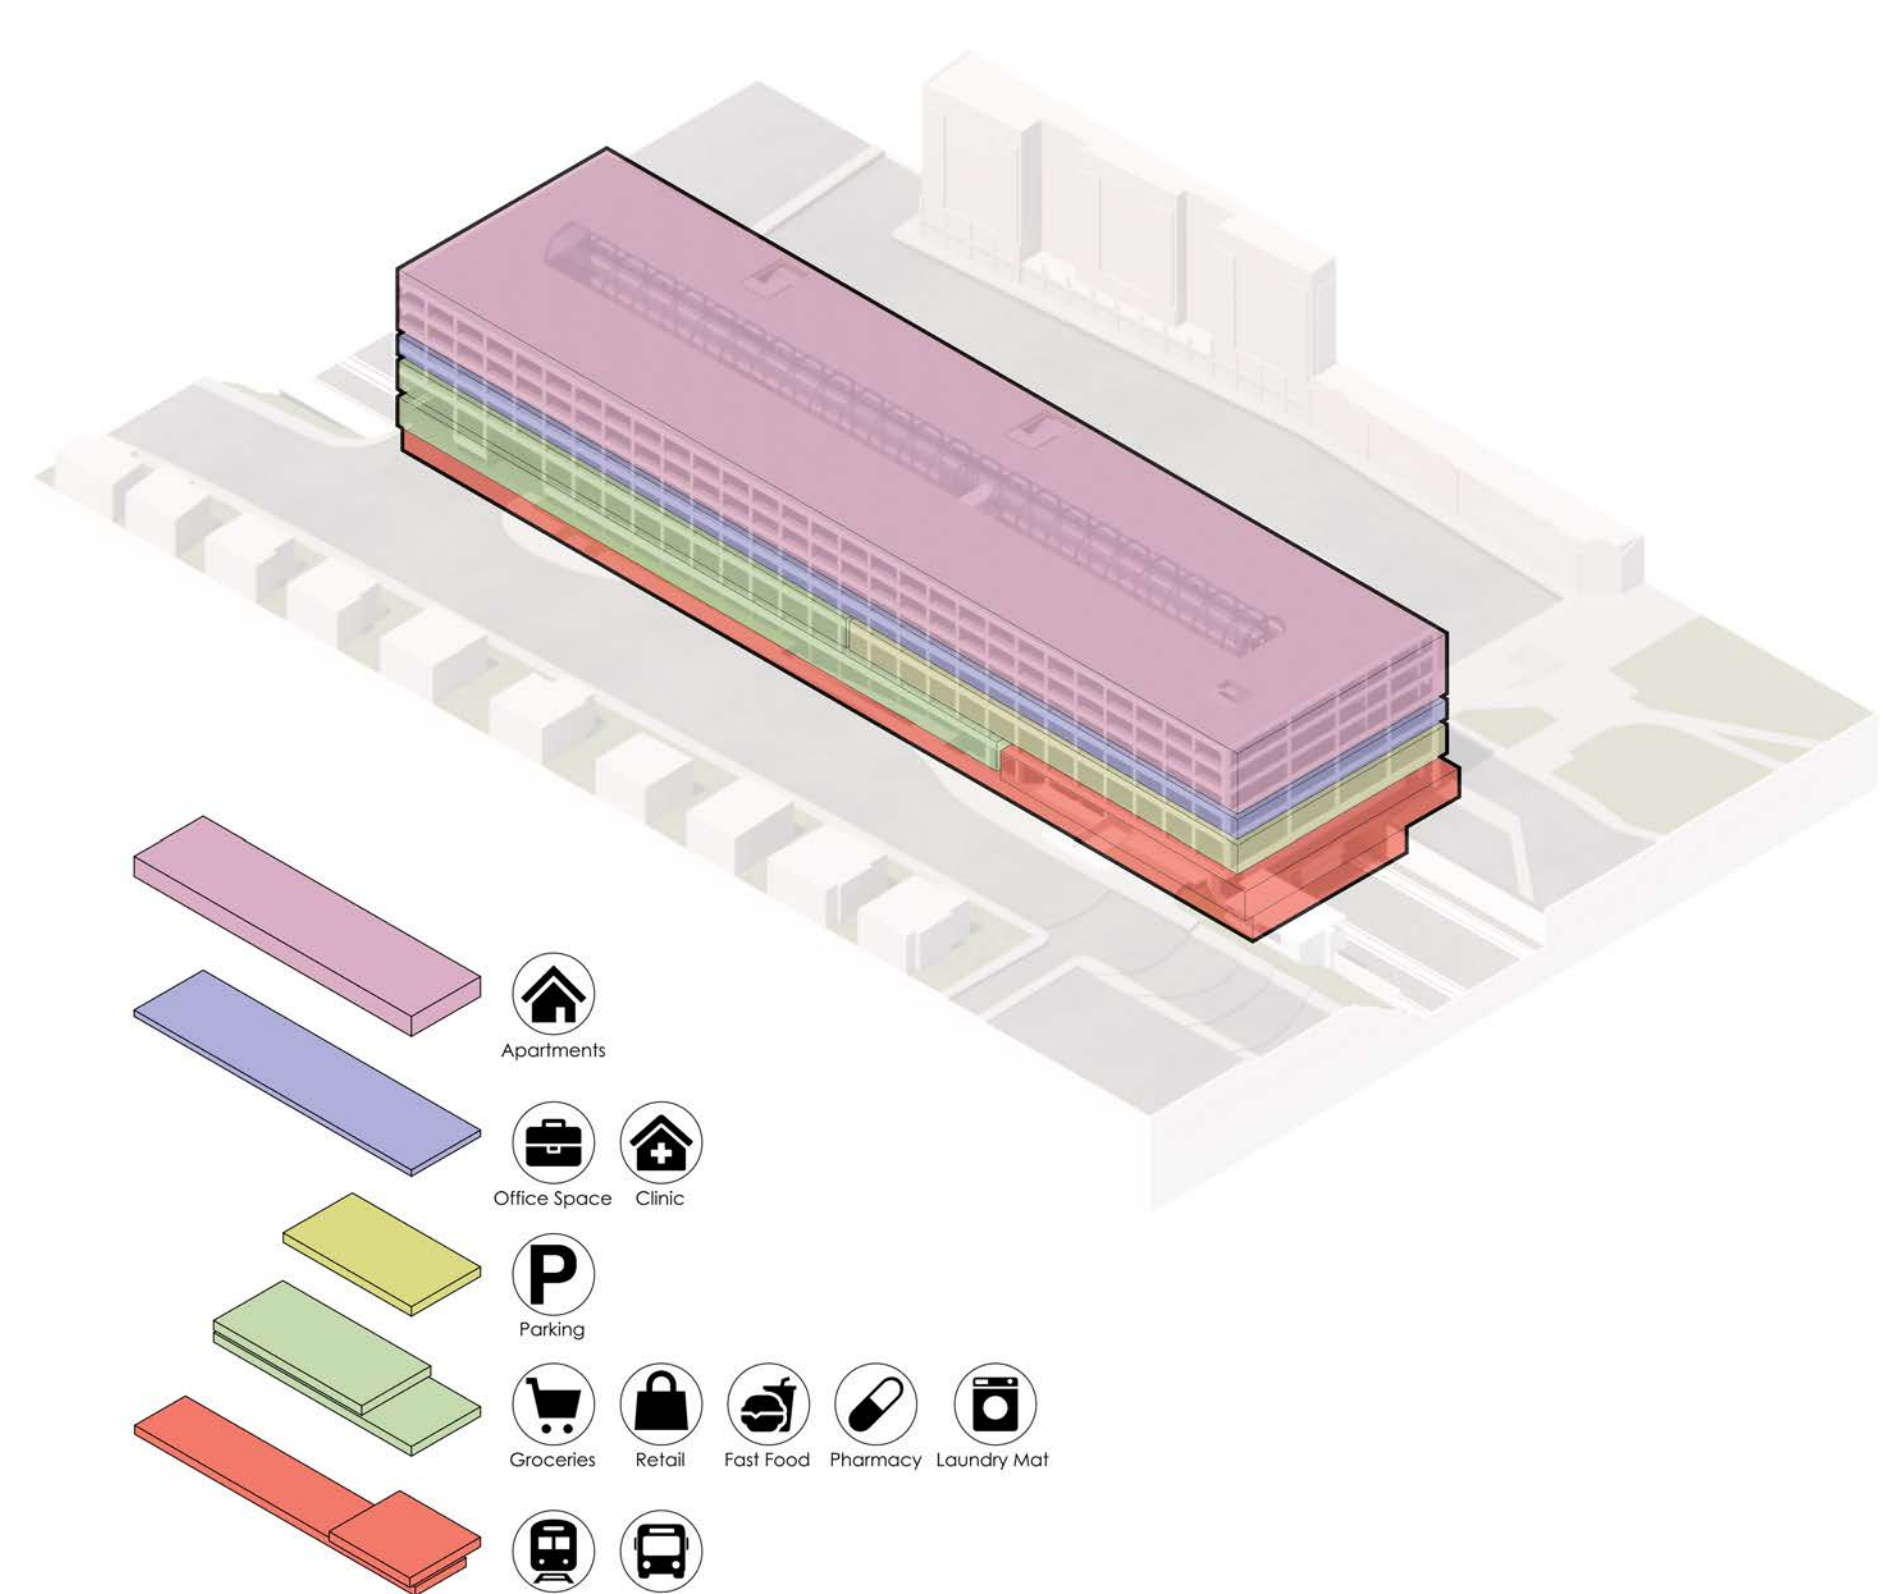 Apartments
Office Space Clinic
P
Parking
Groceries Retail Fast Food Pharmacy Laundry Mat